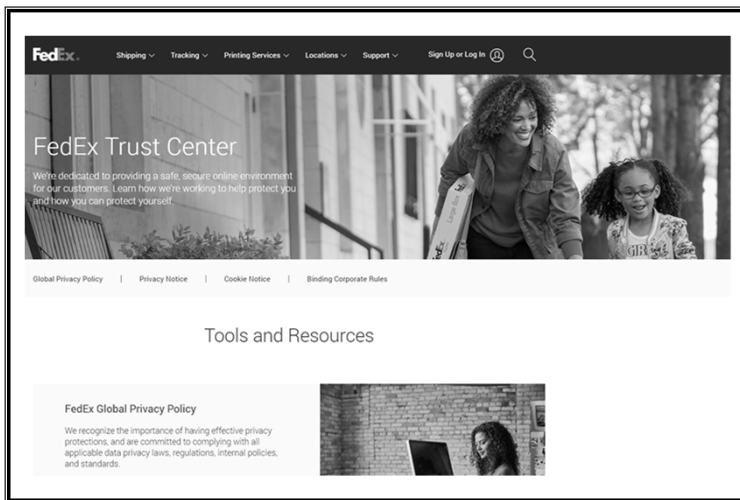 FedEx. Shipping Tracking Printing Services Locations Support Sign Up or Log In
FedEx Trust Center
We're dedicated to providing a safe, secure online environment
for our customers. Learn how we're working to help protect you
and how you can protect yourself.
Large Box
FedEx
GIRL
Global Privacy Policy | Privacy Notice | Cookie Notice | Binding Corporate Rules
Tools and Resources
FedEx Global Privacy Policy
We recognize the importance of having effective privacy
protections, and are committed to complying with all
applicable data privacy laws, regulations, internal policies,
and standards.